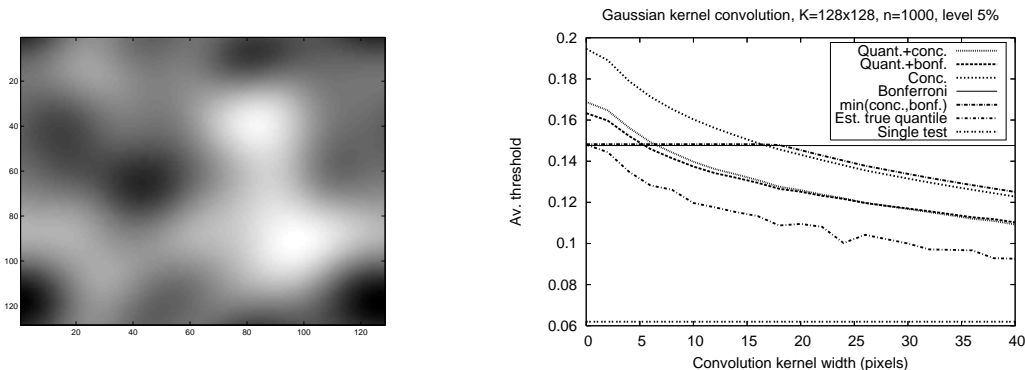 20
40
60
80
100
120
20 40 60 80 100 120
Gaussian kernel convolution, K=128x128, n=1000, level 5%
Av. threshold
0.2
0.18
0.16
0.14
0.12
0.1
0.08
0.06
Quant.+conc.
Quant.+bonf.
Conc.
Bonferroni
min(conc.,bonf.)
Est. true quantile
Single test
0 5 10 15 20 25 30 35 40
Convolution kernel width (pixels)